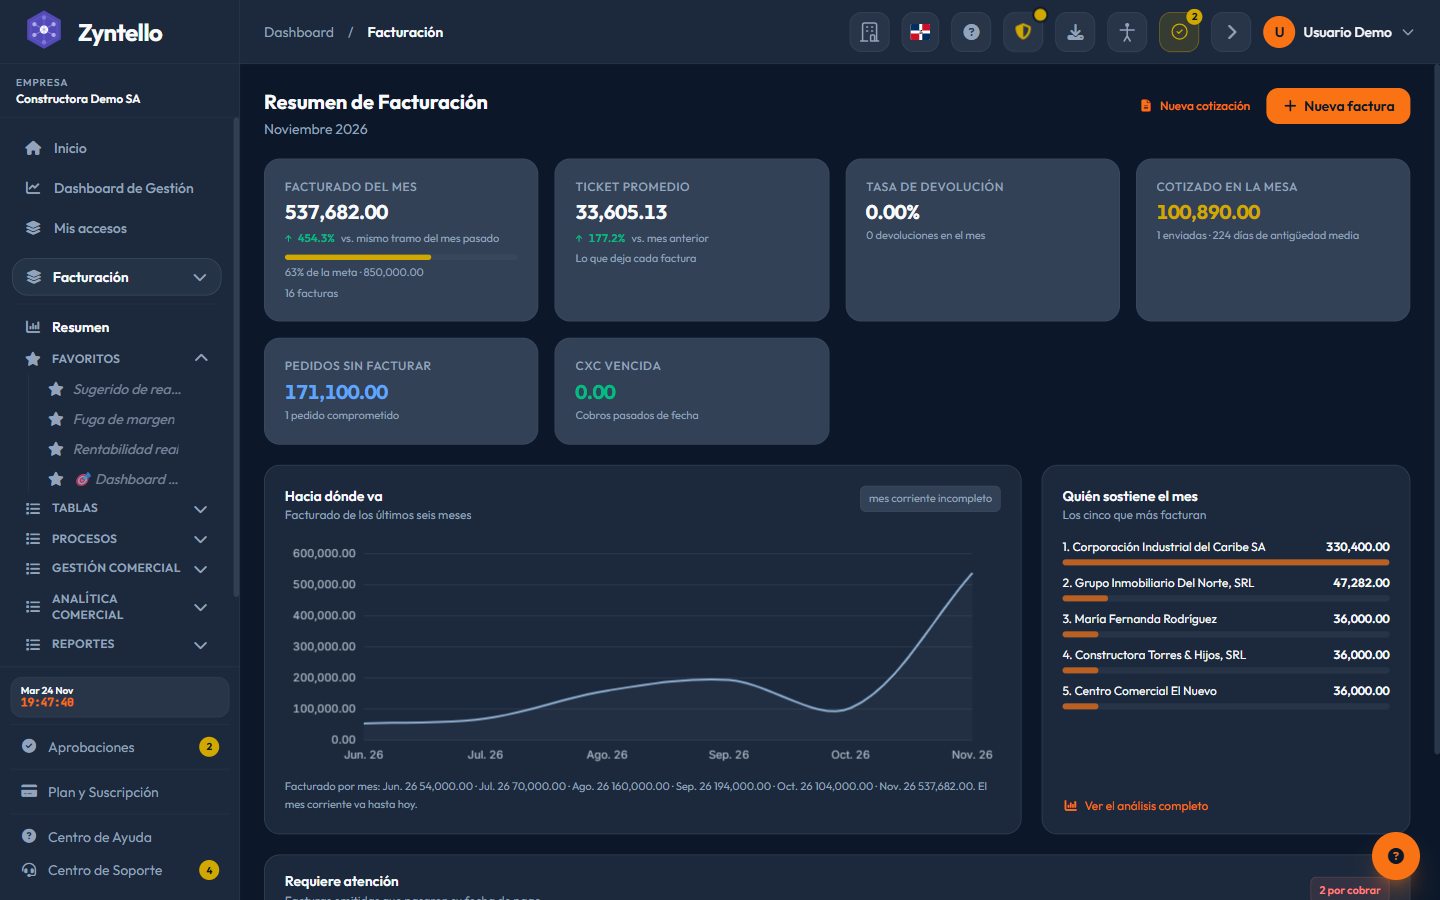 Zyntello
Dashboard / Facturación
2
U
Usuario Demo
EMPRESA
Constructora Demo SA
Inicio
Dashboard de Gestión
Mis accesos
Facturación
Resumen
FAVORITOS
Sugerido de rea...
Fuga de margen
Rentabilidad real
Dashboard ...
TABLAS
PROCESOS
GESTIÓN COMERCIAL
ANALÍTICA
COMERCIAL
REPORTES
Mar 24 Nov
19:47:40
Aprobaciones 2
Plan y Suscripción
Centro de Ayuda
Centro de Soporte 4
Resumen de Facturación
Noviembre 2026
Nueva cotización
+ Nueva factura
FACTURADO DEL MES
537,682.00
↑ 454.3% vs. mismo tramo del mes pasado
63% de la meta · 850,000.00
16 facturas
TICKET PROMEDIO
33,605.13
↑ 177.2% vs. mes anterior
Lo que deja cada factura
TASA DE DEVOLUCIÓN
0.00%
0 devoluciones en el mes
COTIZADO EN LA MESA
100,890.00
1 enviadas · 224 días de antigüedad media
PEDIDOS SIN FACTURAR
171,100.00
1 pedido comprometido
CXC VENCIDA
0.00
Cobros pasados de fecha
Hacia dónde va
Facturado de los últimos seis meses
mes corriente incompleto
600,000.00
500,000.00
400,000.00
300,000.00
200,000.00
100,000.00
0.00
Jun. 26 Jul. 26 Ago. 26 Sep. 26 Oct. 26 Nov. 26
Facturado por mes: Jun. 26 54,000.00 · Jul. 26 70,000.00 · Ago. 26 160,000.00 · Sep. 26 194,000.00 · Oct. 26 104,000.00 · Nov. 26 537,682.00. El
mes corriente va hasta hoy.
Quién sostiene el mes
Los cinco que más facturan
1. Corporación Industrial del Caribe SA 330,400.00
2. Grupo Inmobiliario Del Norte, SRL 47,282.00
3. María Fernanda Rodríguez 36,000.00
4. Constructora Torres & Hijos, SRL 36,000.00
5. Centro Comercial El Nuevo 36,000.00
Ver el análisis completo
Requiere atención
2 por cobrar